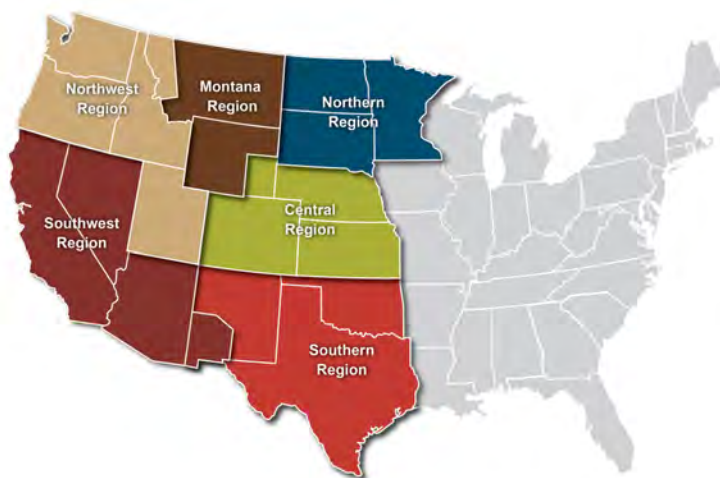 Northwest
Region
Montana
Region
Northern
Region
Southwest
Region
Central
Region
Southern
Region